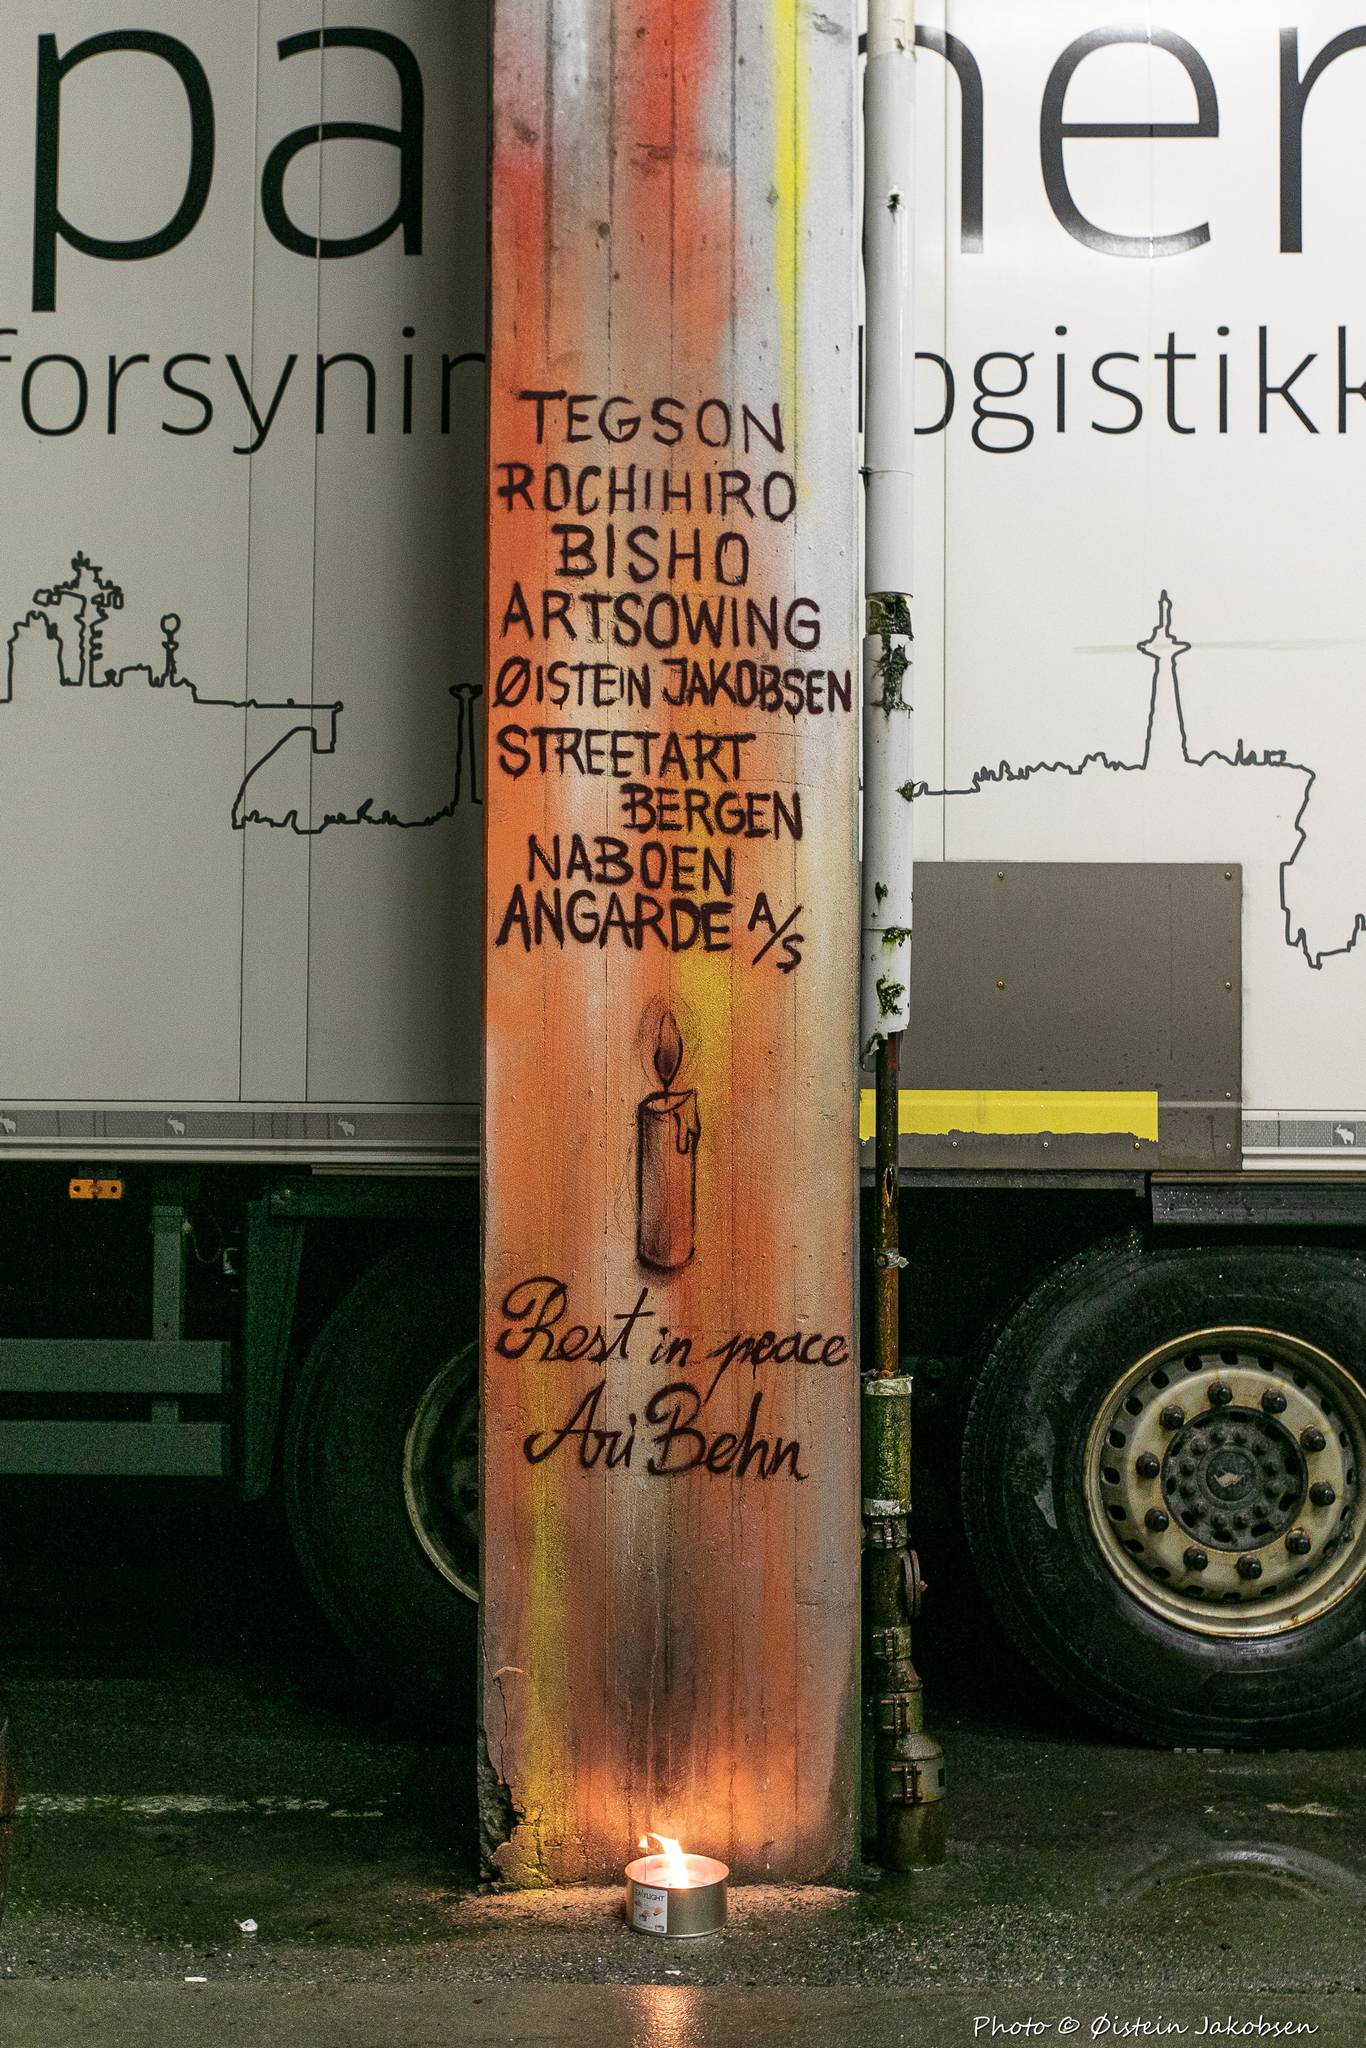 pa ner
forsynin logistikk
TEGSON
ROCHIHIRO
BISHO
ARTSOWING
ØISTEIN JAKOBSEN
STREETART
BERGEN
NABOEN
ANGARDE A/S
Rest in peace
Ari Behn
Photo © Øistein Jakobsen